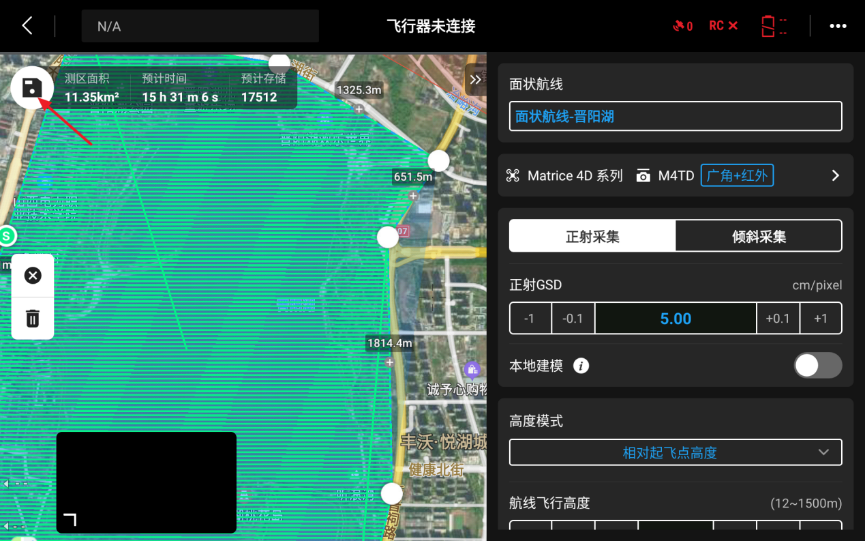 N/A
飞行器未连接
0
RC
测区面积
预计时间
预计存储
11.35km²
15 h 31 m 6 s
17512
1325.3m
651.5m
1814.4m
S
m
07
诚予心购物
丰沃·悦湖城
健康北街
面状航线
面状航线-晋阳湖
Matrice 4D 系列
M4TD
广角+红外
正射采集
倾斜采集
正射GSD
cm/pixel
-1
-0.1
5.00
+0.1
+1
本地建模
高度模式
相对起飞点高度
航线飞行高度
(12~1500m)